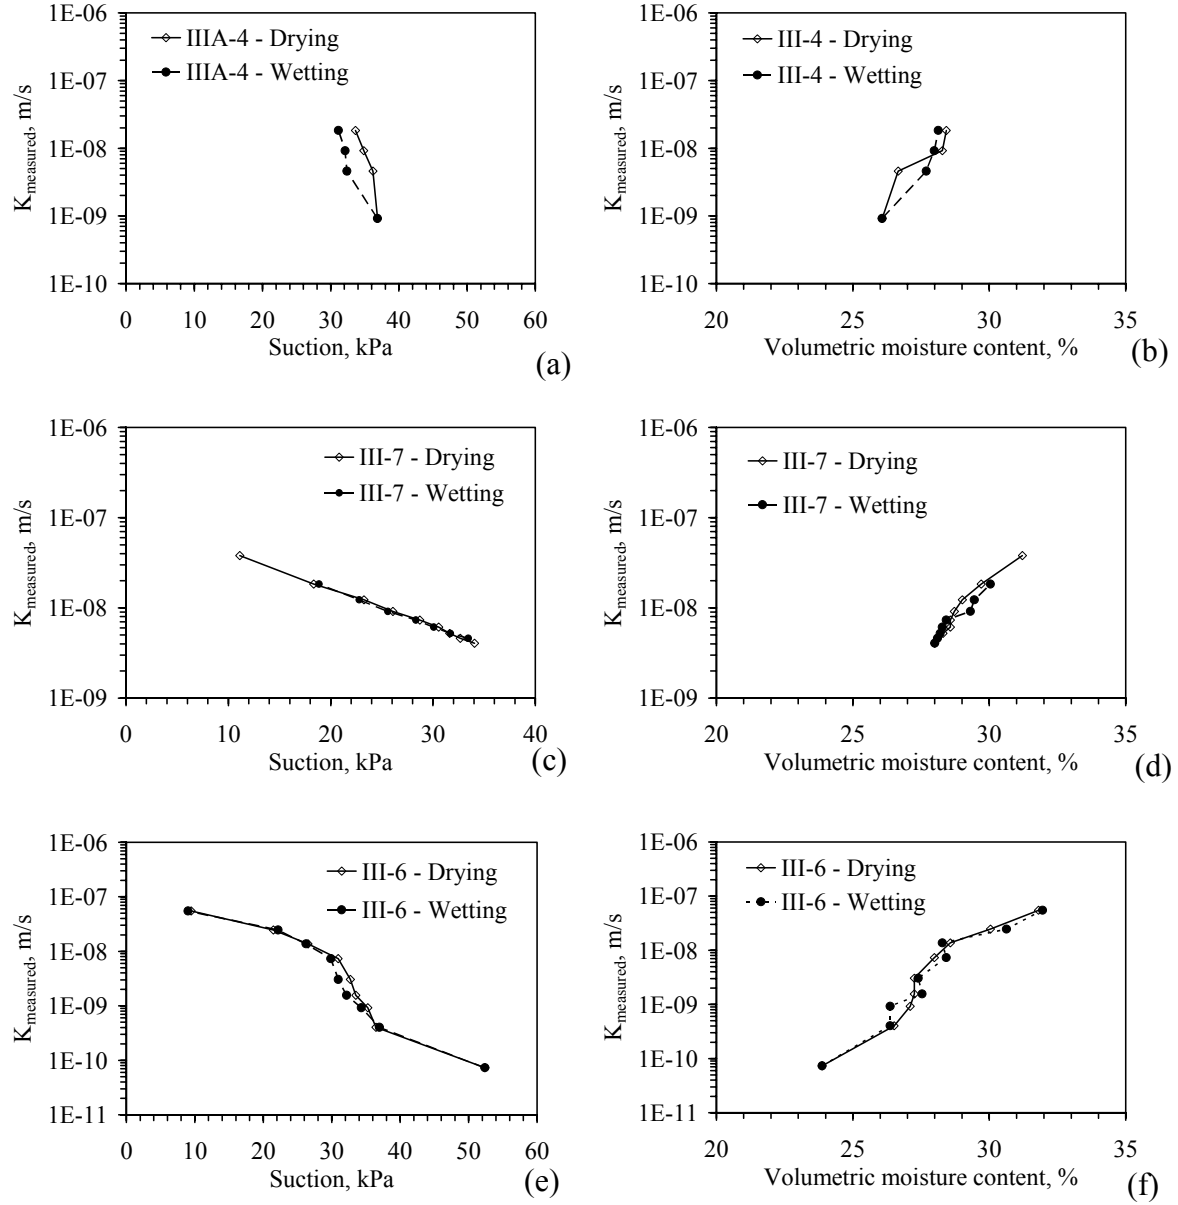 1E-06
1E-07
1E-08
1E-09
1E-10
K measured, m/s
IIIA-4 - Drying
IIIA-4 - Wetting
0 10 20 30 40 50 60
Suction, kPa
(a)
1E-06
1E-07
1E-08
1E-09
1E-10
K measured, m/s
III-4 - Drying
III-4 - Wetting
20 25 30 35
Volumetric moisture content, %
(b)
1E-06
1E-07
1E-08
1E-09
K measured, m/s
III-7 - Drying
III-7 - Wetting
0 10 20 30 40
Suction, kPa
(c)
1E-06
1E-07
1E-08
1E-09
K measured, m/s
III-7 - Drying
III-7 - Wetting
20 25 30 35
Volumetric moisture content, %
(d)
1E-06
1E-07
1E-08
1E-09
1E-10
1E-11
K measured, m/s
III-6 - Drying
III-6 - Wetting
0 10 20 30 40 50 60
Suction, kPa
(e)
1E-06
1E-07
1E-08
1E-09
1E-10
1E-11
K measured, m/s
III-6 - Drying
III-6 - Wetting
20 25 30 35
Volumetric moisture content, %
(f)